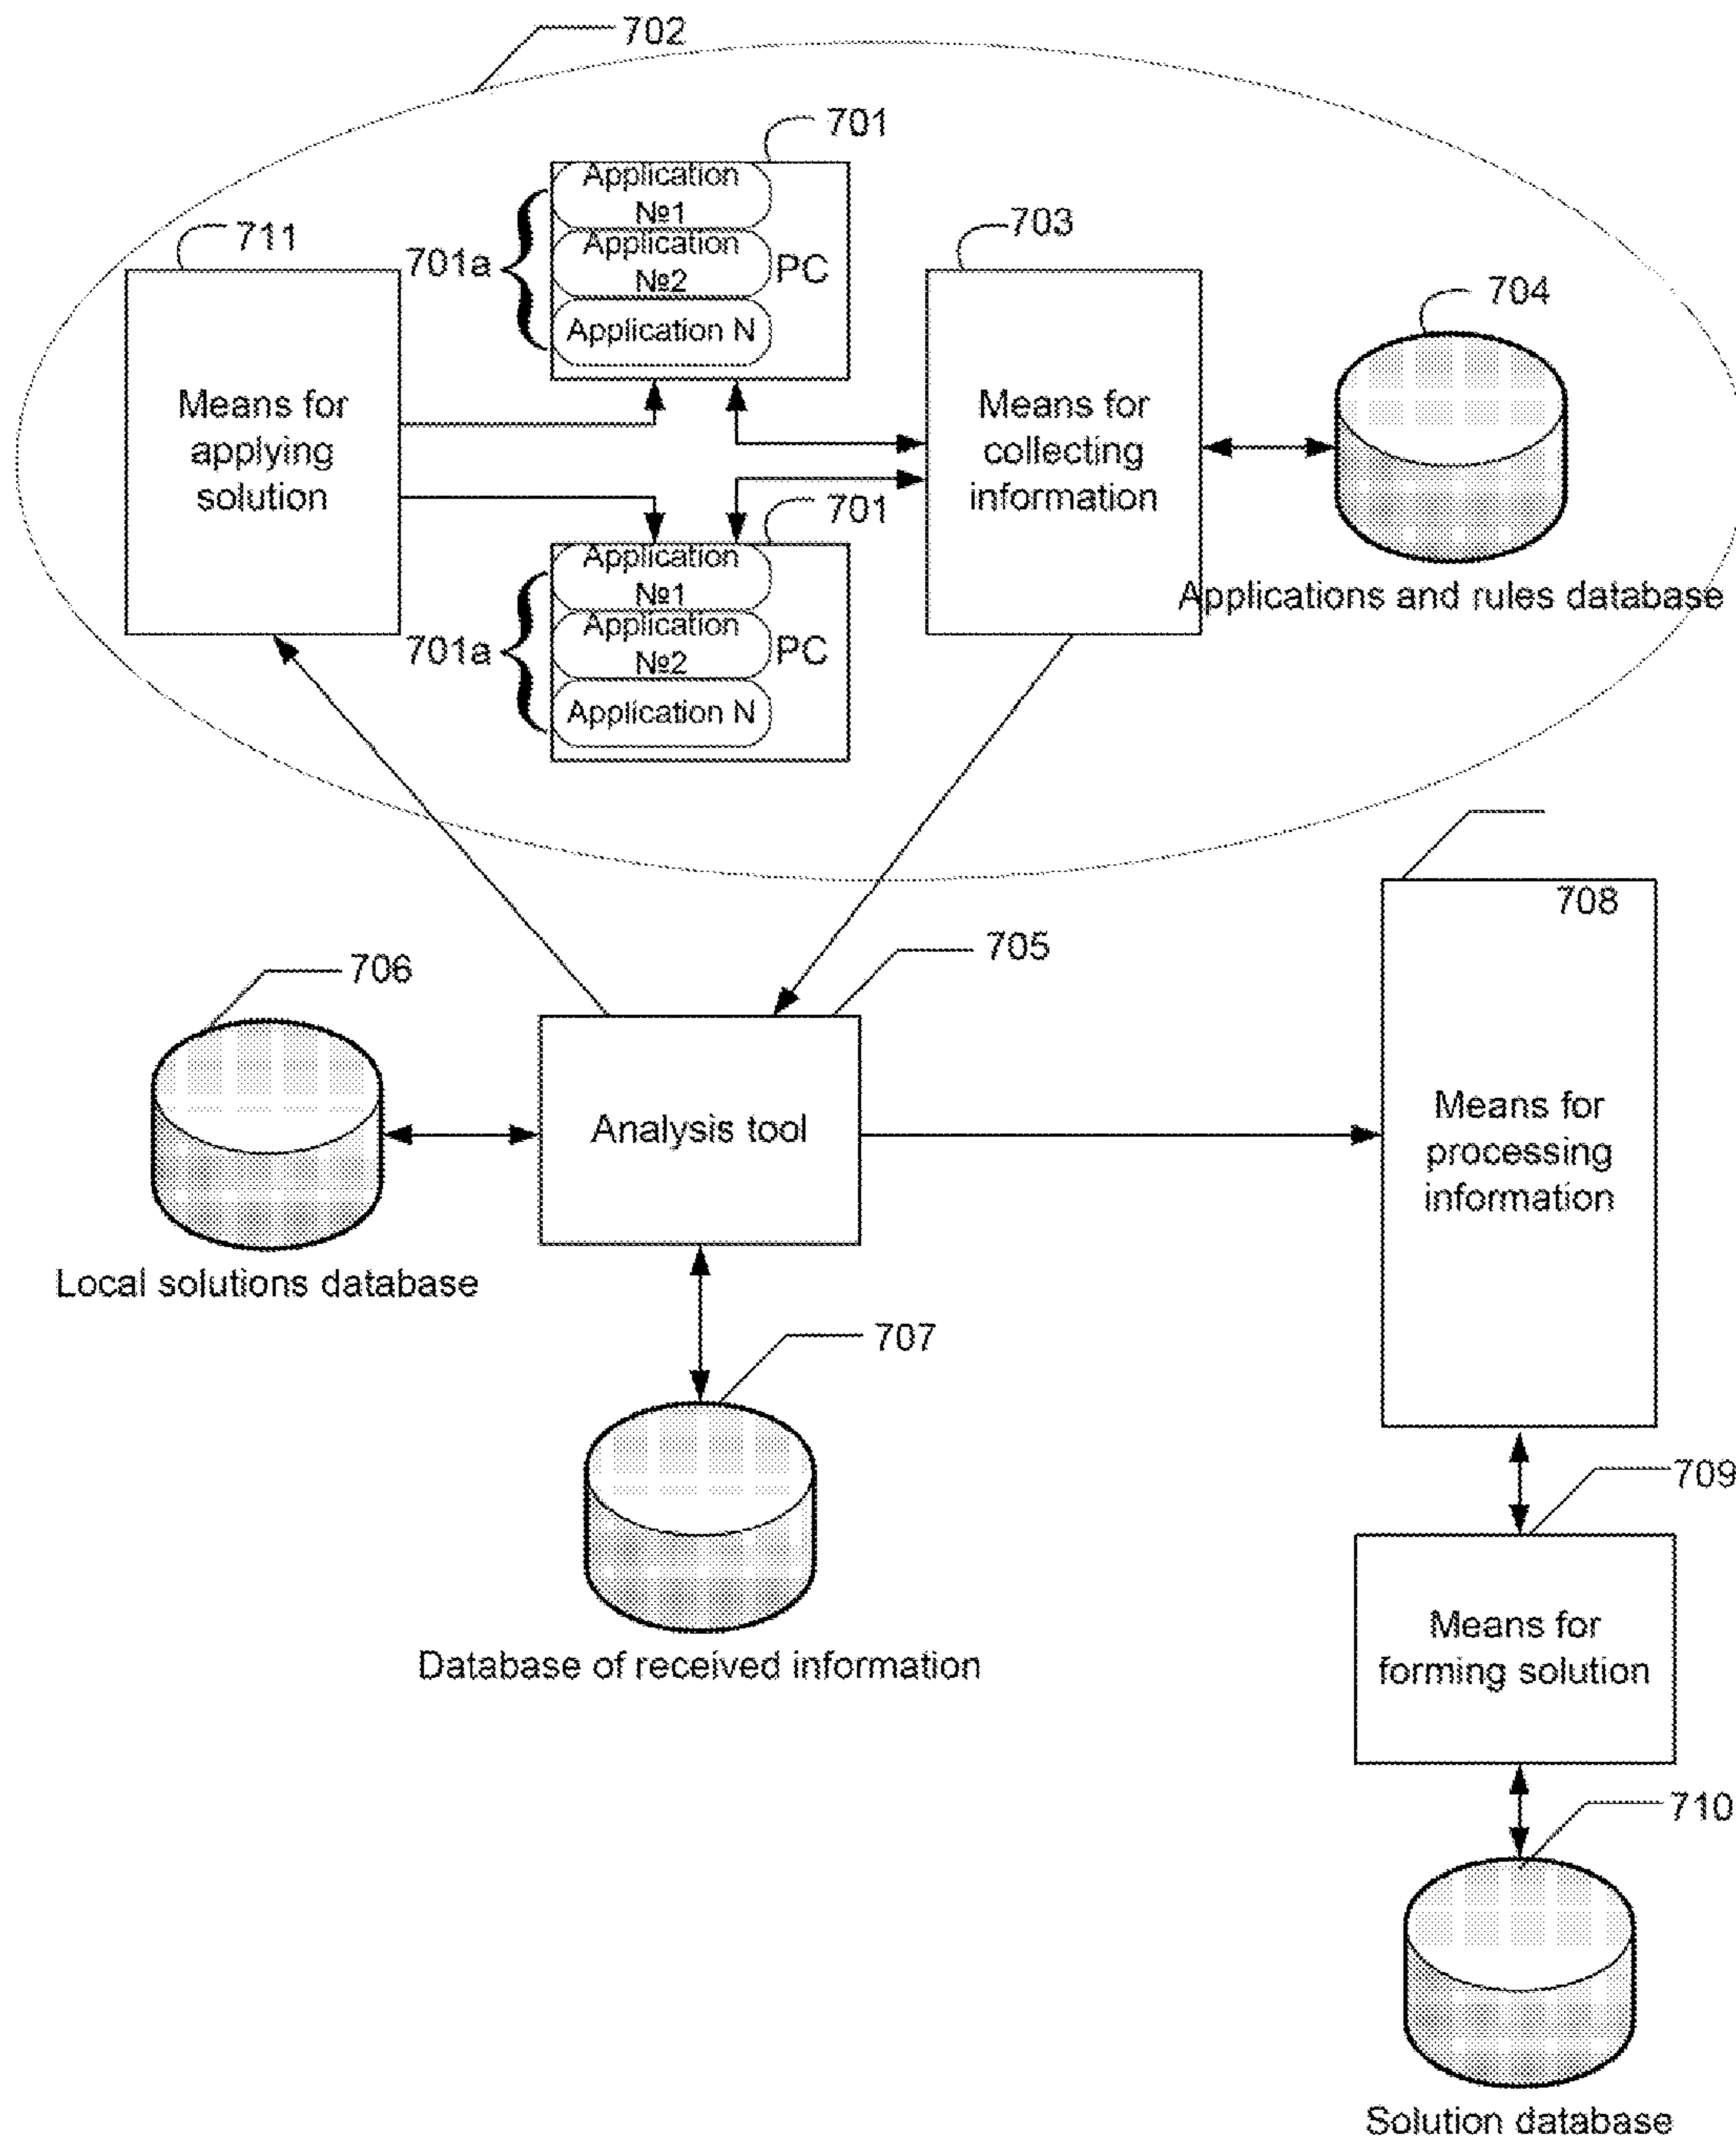 702
701
Application
№1
Application
№2
Application N
PC
701a
711
Means for
applying
solution
703
Means for
collecting
information
704
Applications and rules database
701
Application
№1
Application
№2
Application N
PC
701a
708
705
706
Analysis tool
Means for
processing
information
Local solutions database
707
Database of received information
709
Means for
forming solution
710
Solution database